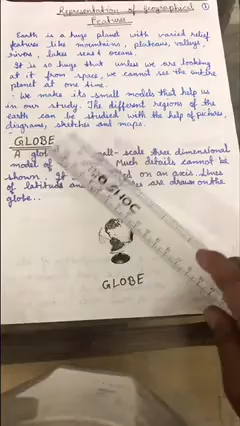 Representation of Geographical ①
Features
Earth is a huge planet with varied relief
features like mountains, plateaus, valleys,
rivers, lakes seas & oceans.
It is so huge that unless we are looking
at it from space, we cannot see the entire
planet at one time.
We make its small models that help us
in our study. The different regions of the
earth can be studied with the help of pictures,
diagrams, sketches and maps.
GLOBE
A scale three dimensional
model of Much details cannot be
shown. It on an axis. Lines
of latitude are drawn on the
globe..
GLOBE